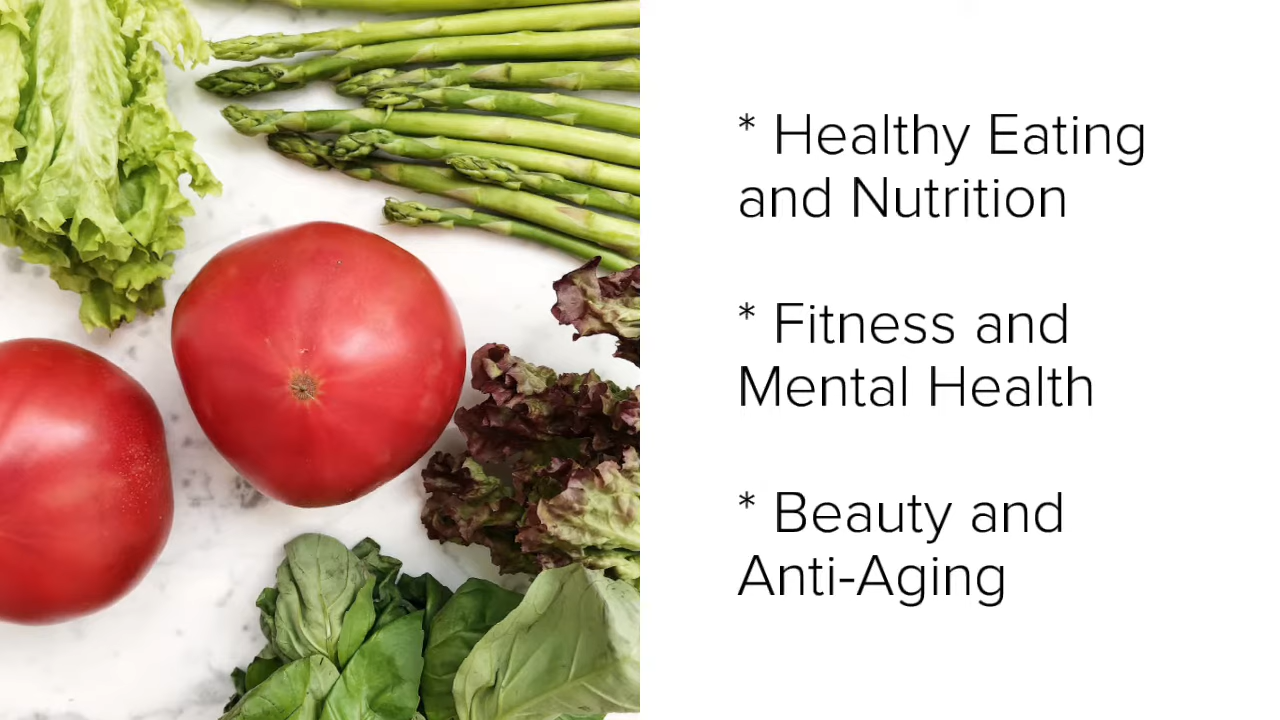 * Healthy Eating
and Nutrition
* Fitness and
Mental Health
* Beauty and
Anti-Aging